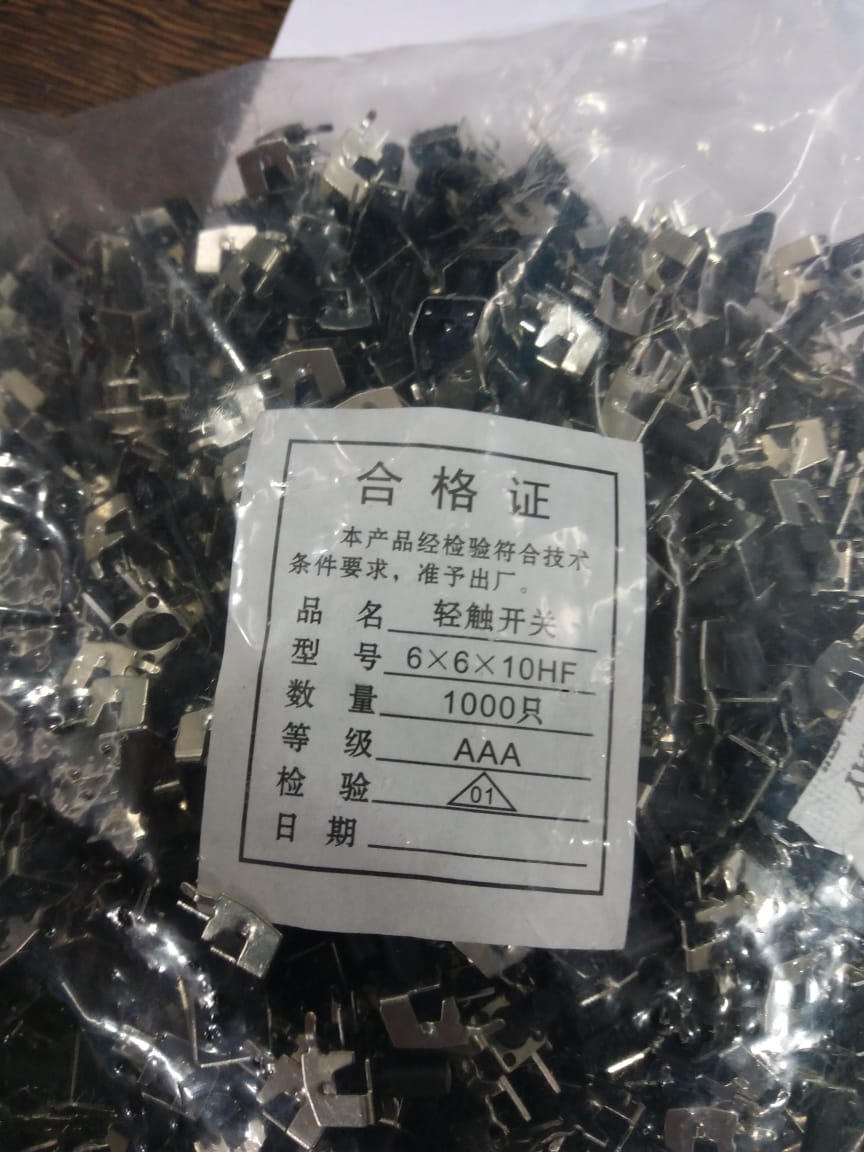 合格证
本产品经检验符合技术
条件要求，准予出厂。
品 名 轻触开关
型 号 6×6×10HF
数 量 1000只
等 级 AAA
检 验 01
日 期